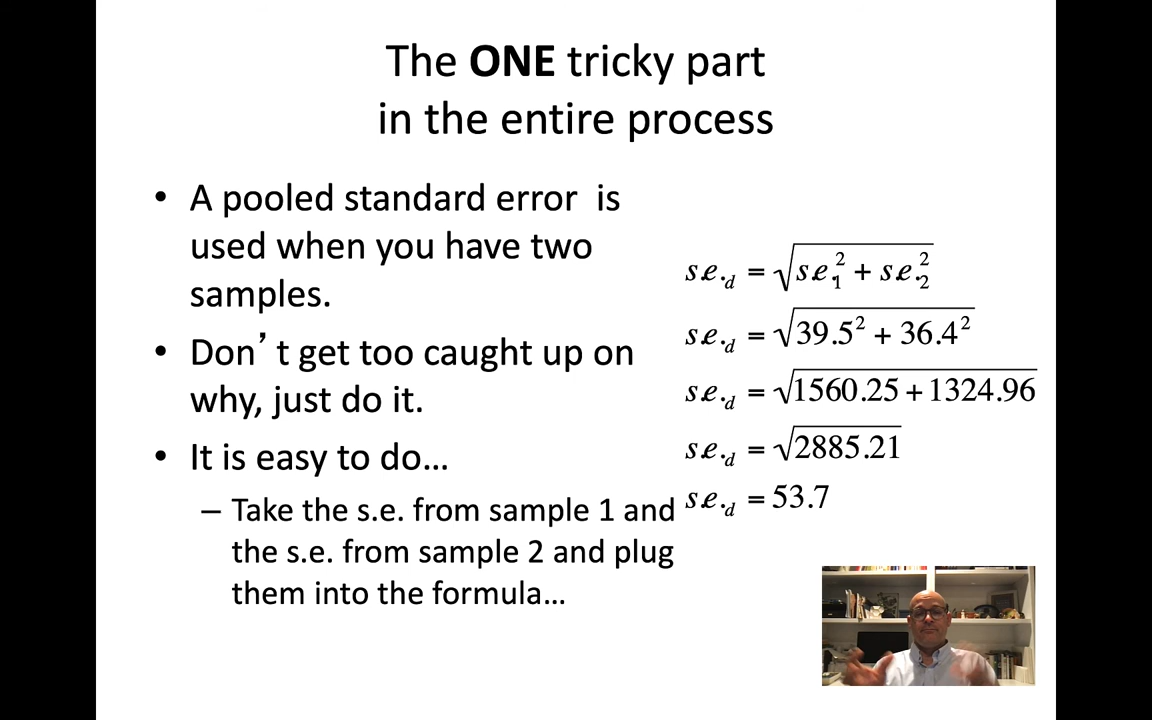 The ONE tricky part
in the entire process
• A pooled standard error is
used when you have two
samples.
• Don’t get too caught up on
why, just do it.
• It is easy to do…
– Take the s.e. from sample 1 and
the s.e. from sample 2 and plug
them into the formula…
s.e.d = √(s.e.1² + s.e.2²)
s.e.d = √(39.5² + 36.4²)
s.e.d = √(1560.25 + 1324.96)
s.e.d = √2885.21
s.e.d = 53.7